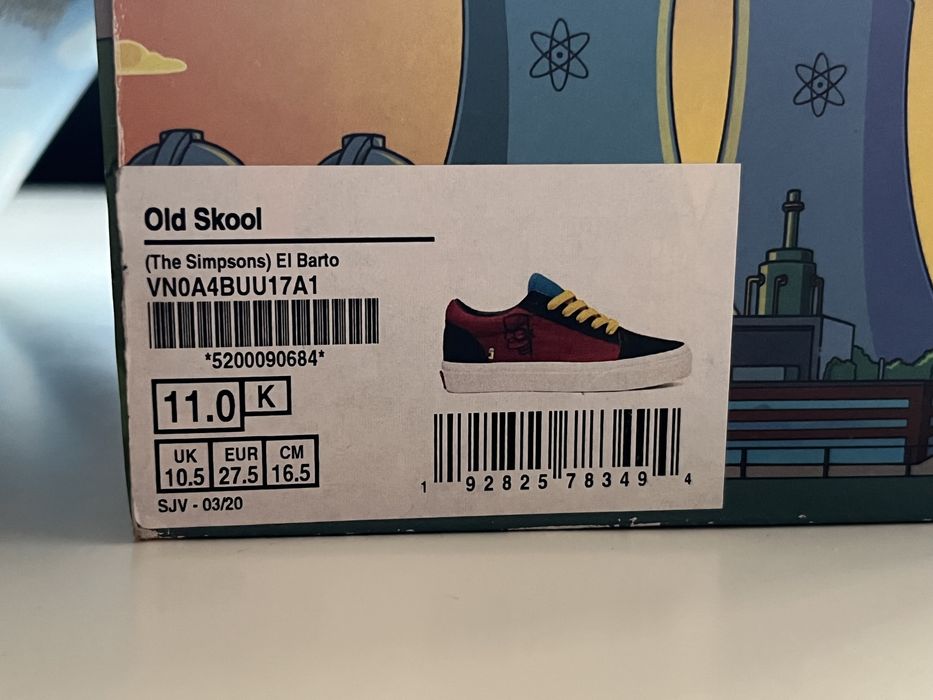 Old Skool
(The Simpsons) El Barto
VN0A4BUU17A1
*5200090684*
11.0 K
UK EUR CM
10.5 27.5 16.5
SJV - 03/20
1 92825 78349 4